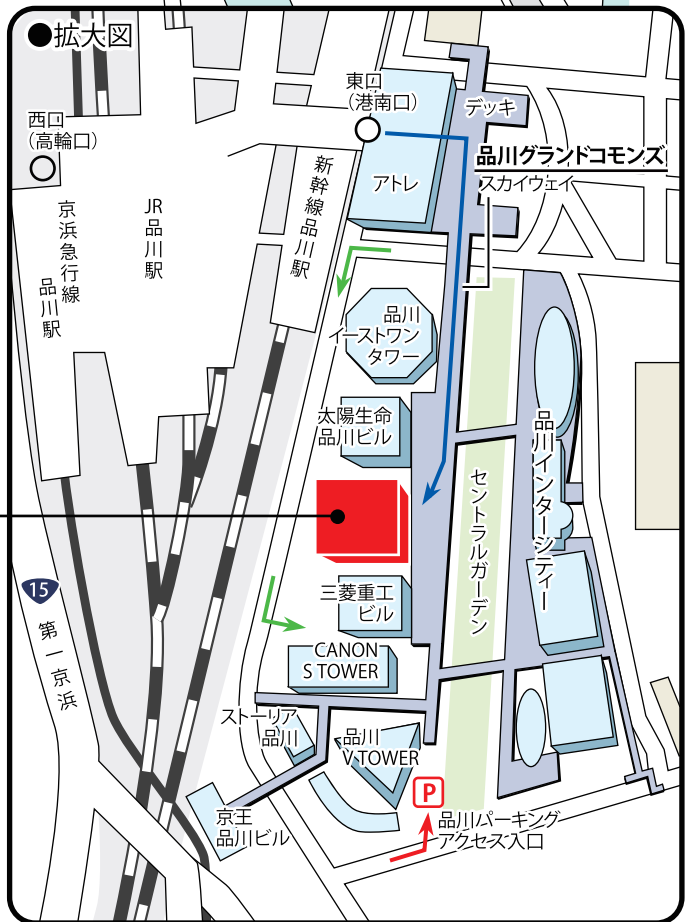 ●拡大図
東口
（港南口）
デッキ
西口
（高輪口）
品川グランドコモンズ
スカイウェイ
アトレ
新幹線品川駅
JR品川駅
京浜急行線
品川駅
品川
イーストワン
タワー
太陽生命
品川ビル
品川インターシティー
セントラルガーデン
15
第一京浜
三菱重工
ビル
CANON
S TOWER
ストーリア
品川
品川
V TOWER
P
京王
品川ビル
品川パーキング
アクセス入口